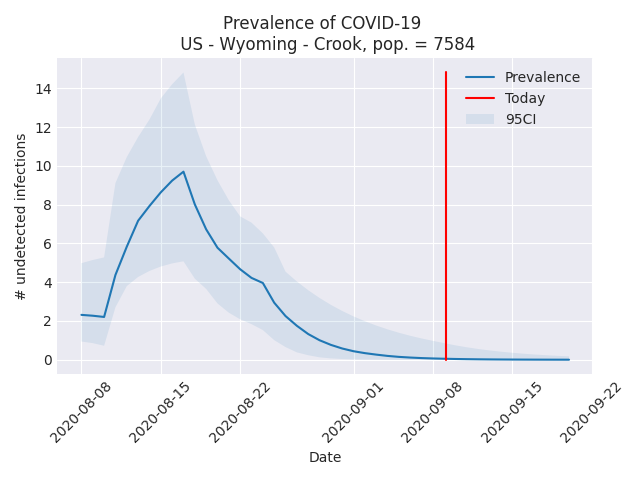 Prevalence of COVID-19
US - Wyoming - Crook, pop. = 7584
Prevalence
Today
95CI
# undetected infections
14
12
10
8
6
4
2
0
2020-08-08
2020-08-15
2020-08-22
2020-09-01
2020-09-08
2020-09-15
2020-09-22
Date